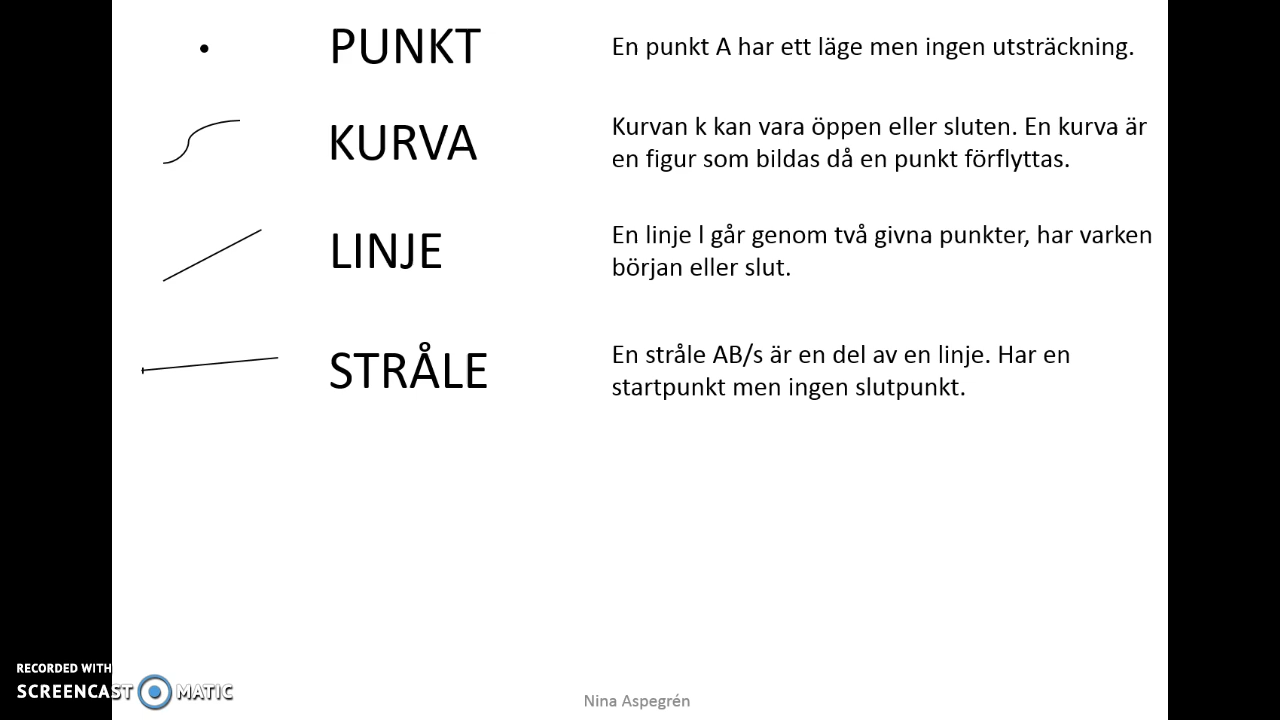 PUNKT
En punkt A har ett läge men ingen utsträckning.
KURVA
Kurvan k kan vara öppen eller sluten. En kurva är
en figur som bildas då en punkt förflyttas.
LINJE
En linje l går genom två givna punkter, har varken
början eller slut.
STRÅLE
En stråle AB/s är en del av en linje. Har en
startpunkt men ingen slutpunkt.
RECORDED WITH
SCREENCAST MATIC
Nina Aspegrén